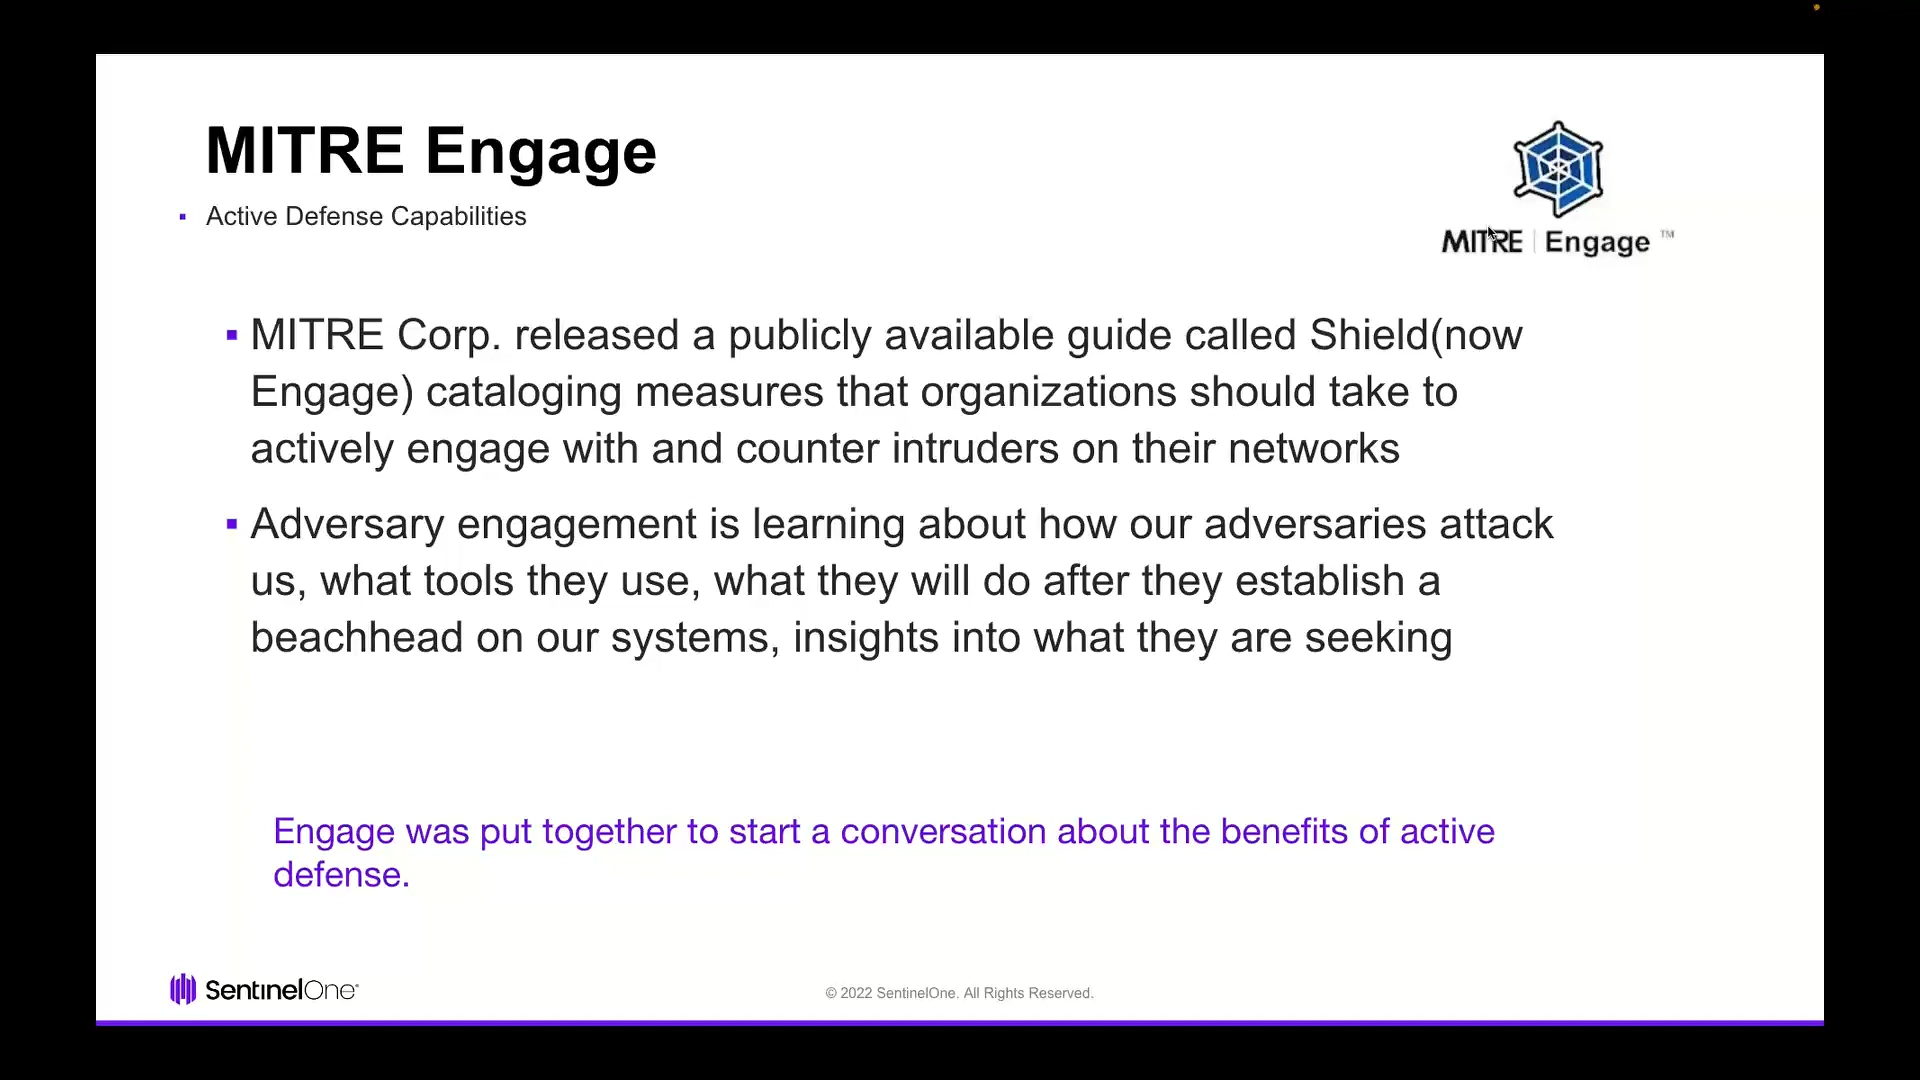 MITRE Engage
▪ Active Defense Capabilities
MITRE | Engage ™
▪ MITRE Corp. released a publicly available guide called Shield(now
Engage) cataloging measures that organizations should take to
actively engage with and counter intruders on their networks
▪ Adversary engagement is learning about how our adversaries attack
us, what tools they use, what they will do after they establish a
beachhead on our systems, insights into what they are seeking
Engage was put together to start a conversation about the benefits of active
defense.
SentinelOne®
© 2022 SentinelOne. All Rights Reserved.